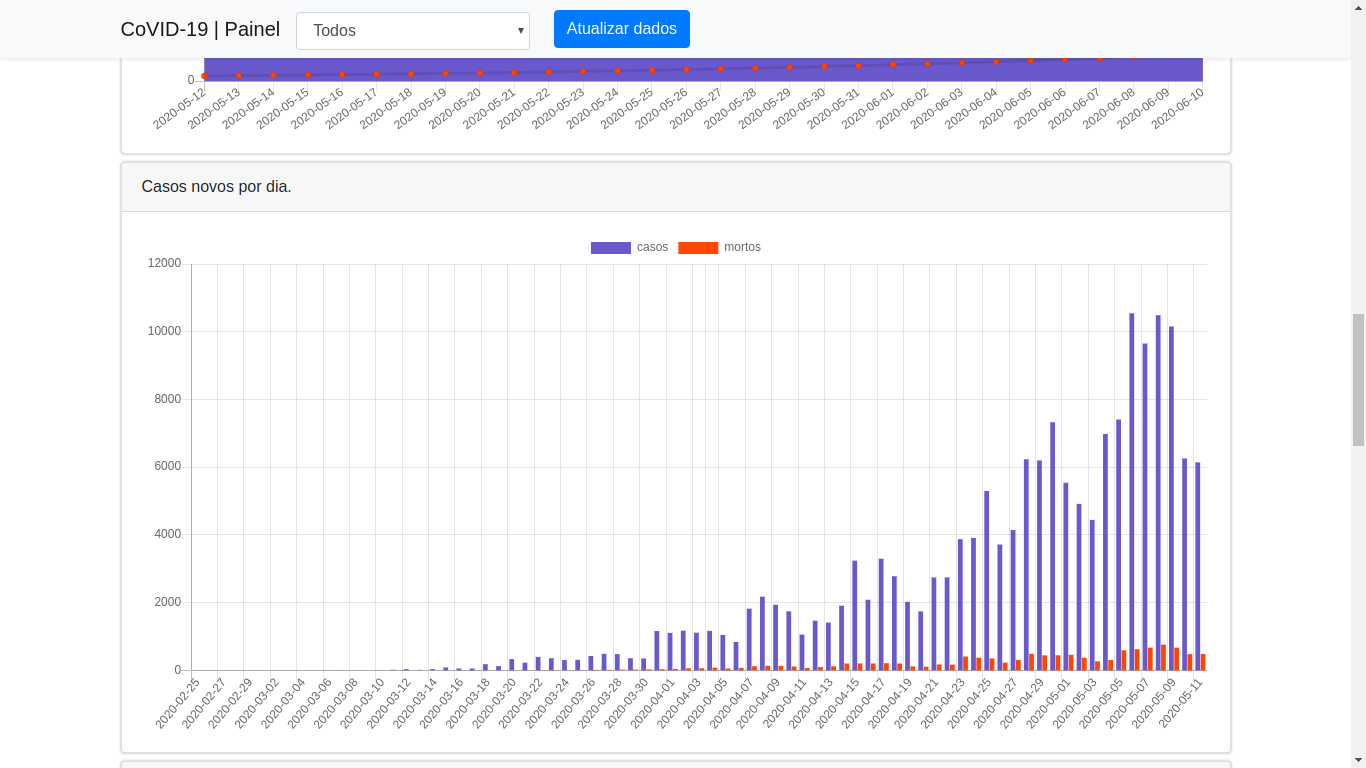 CoVID-19 | Painel Todos Atualizar dados
0
2020-05-12 2020-05-13 2020-05-14 2020-05-15 2020-05-16 2020-05-17 2020-05-18 2020-05-19 2020-05-20 2020-05-21 2020-05-22 2020-05-23 2020-05-24 2020-05-25 2020-05-26 2020-05-27 2020-05-28 2020-05-29 2020-05-30 2020-05-31 2020-06-01 2020-06-02 2020-06-03 2020-06-04 2020-06-05 2020-06-06 2020-06-07 2020-06-08 2020-06-09 2020-06-10
Casos novos por dia.
casos mortos
12000
10000
8000
6000
4000
2000
0
2020-02-25 2020-02-27 2020-02-29 2020-03-02 2020-03-04 2020-03-06 2020-03-08 2020-03-10 2020-03-12 2020-03-14 2020-03-16 2020-03-18 2020-03-20 2020-03-22 2020-03-24 2020-03-26 2020-03-28 2020-03-30 2020-04-01 2020-04-03 2020-04-05 2020-04-07 2020-04-09 2020-04-11 2020-04-13 2020-04-15 2020-04-17 2020-04-19 2020-04-21 2020-04-23 2020-04-25 2020-04-27 2020-04-29 2020-05-01 2020-05-03 2020-05-05 2020-05-07 2020-05-09 2020-05-11